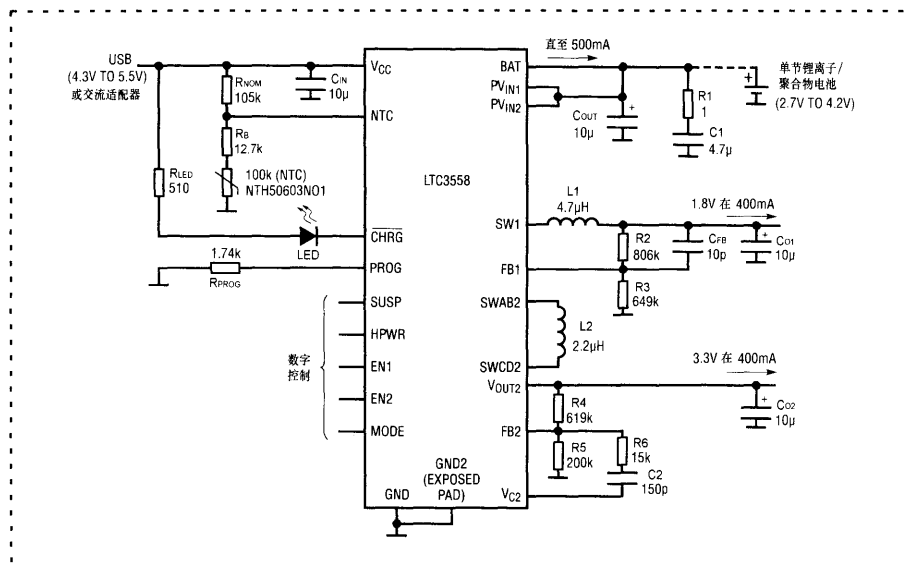 USB
(4.3V TO 5.5V)
或交流适配器
RNOM
105k
CIN
10μ
RB
12.7k
100k (NTC)
NTH50603NO1
RLED
510
LED
1.74k
RPROG
数字
控制
VCC
NTC
CHRG
PROG
SUSP
HPWR
EN1
EN2
MODE
LTC3558
GND
GND2
(EXPOSED
PAD)
BAT
PVIN1
PVIN2
SW1
FB1
SWAB2
SWCD2
VOUT2
FB2
VC2
直至 500mA
COUT
10μ
+
R1
1
C1
4.7μ
+
单节锂离子/
聚合物电池
(2.7V TO 4.2V)
L1
4.7μH
1.8V 在 400mA
R2
806k
CFB
10p
+
CO1
10μ
R3
649k
L2
2.2μH
3.3V 在 400mA
R4
619k
+
CO2
10μ
R5
200k
R6
15k
C2
150p